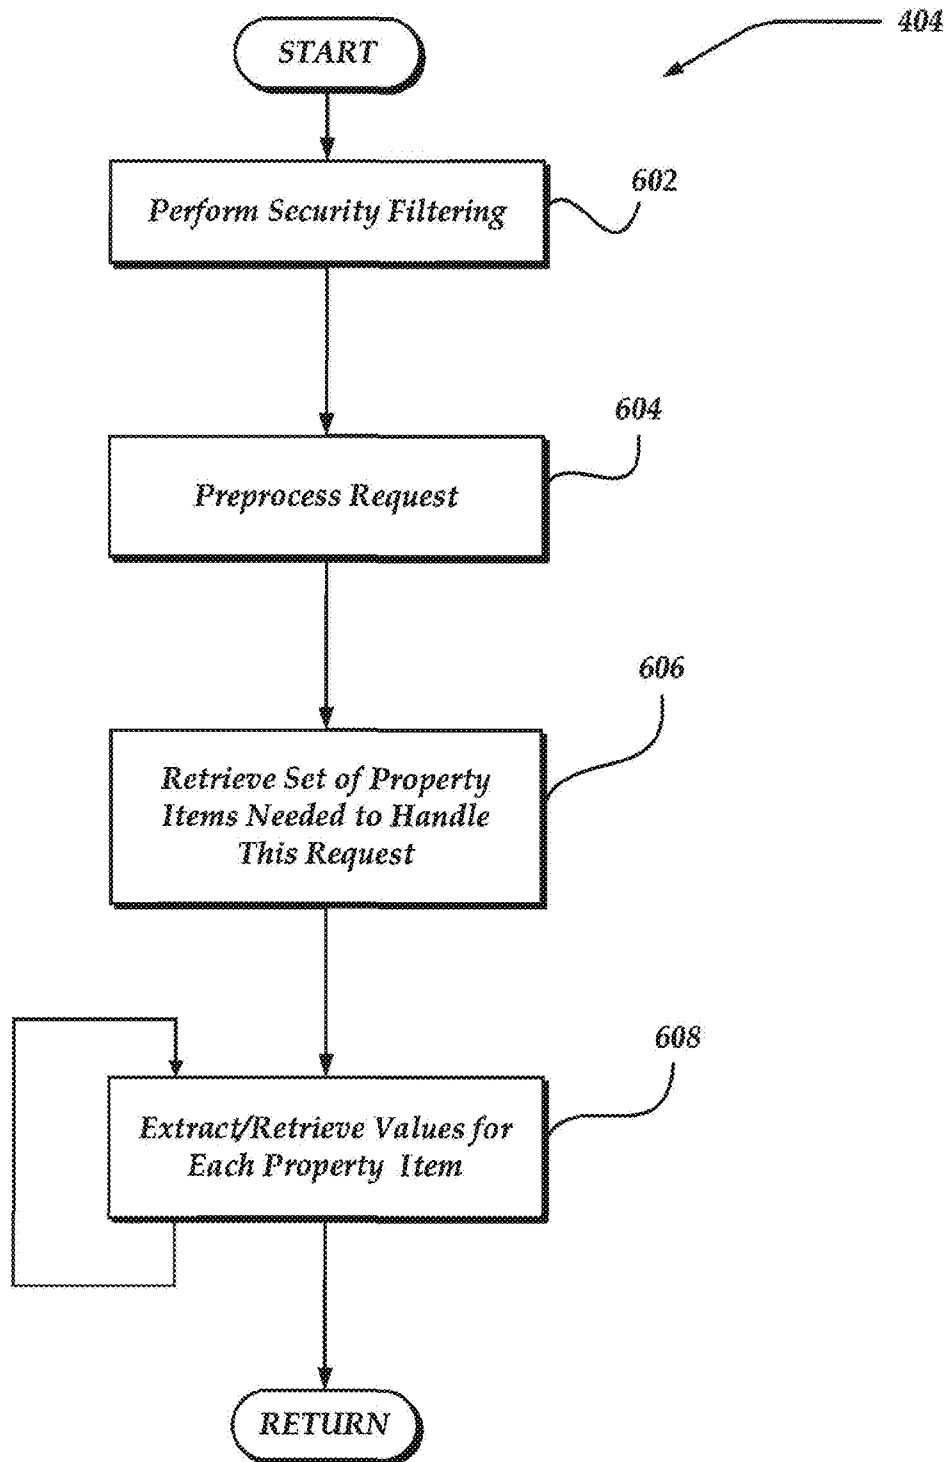 404
START
Perform Security Filtering
602
604
Preprocess Request
606
Retrieve Set of Property
Items Needed to Handle
This Request
608
Extract/Retrieve Values for
Each Property Item
RETURN